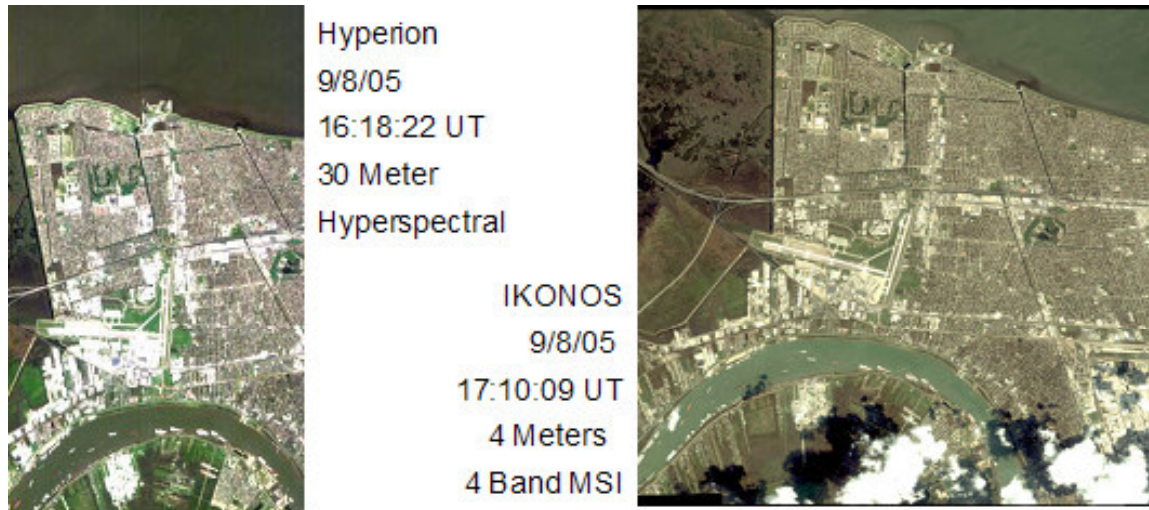 Hyperion
9/8/05
16:18:22 UT
30 Meter
Hyperspectral
IKONOS
9/8/05
17:10:09 UT
4 Meters
4 Band MSI